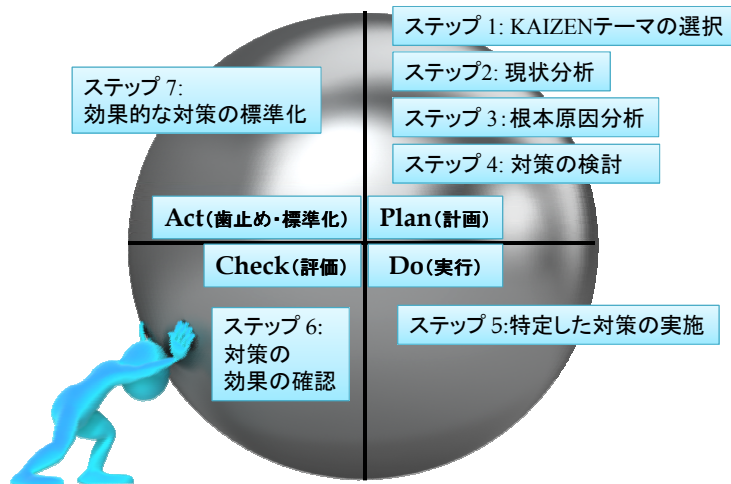 ステップ 1: KAIZENテーマの選択
ステップ2: 現状分析
ステップ 3:根本原因分析
ステップ 4: 対策の検討
Plan(計画)
Do(実行)
ステップ 5:特定した対策の実施
Check(評価)
ステップ 6:
対策の
効果の確認
Act(歯止め・標準化)
ステップ 7:
効果的な対策の標準化